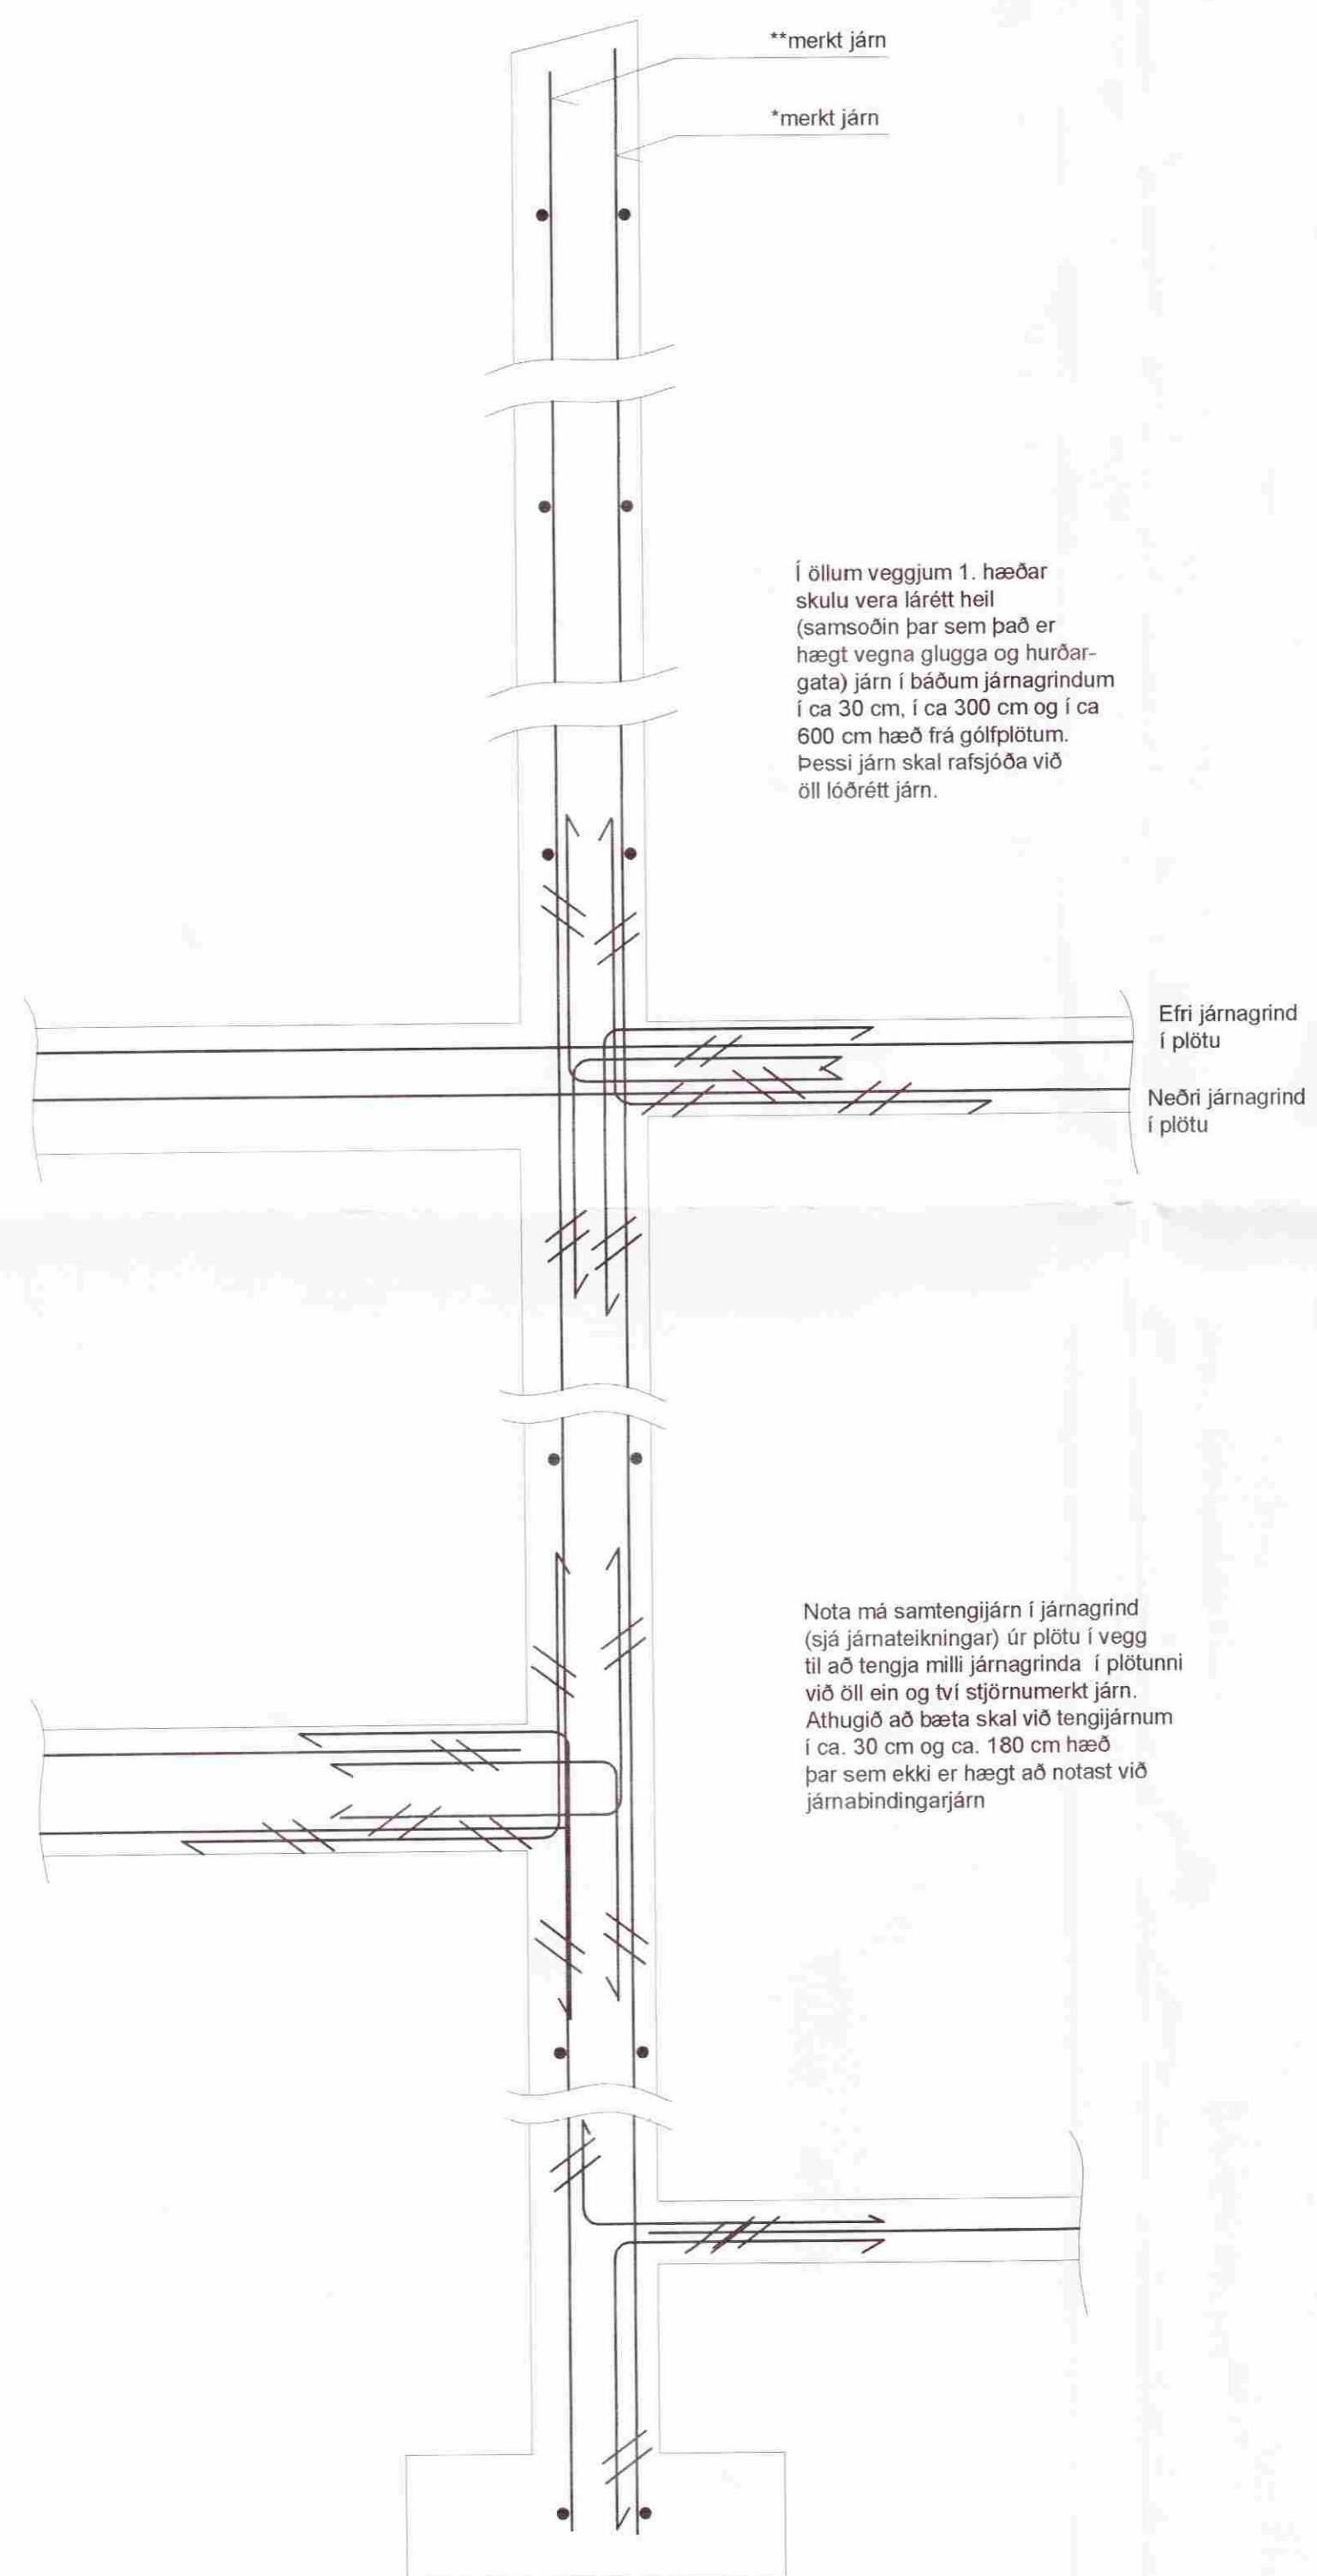 **merkt járn
*merkt járn
Í öllum veggjum 1. hæðar
skulu vera lárétt heil
(samsoðin þar sem það er
hægt vegna glugga og hurðar-
gata) járn í báðum járnagrindum
í ca 30 cm, í ca 300 cm og í ca
600 cm hæð frá gólfplötum.
Þessi járn skal rafsjóða við
öll lóðrétt járn.
Efri járnagrind
í plötu
Neðri járnagrind
í plötu
Nota má samtengijárn í járnagrind
(sjá járnateikningar) úr plötu í vegg
til að tengja milli járnagrinda í plötunni
við öll ein og tví stjörnumerkt járn.
Athugið að bæta skal við tengijárnum
í ca. 30 cm og ca. 180 cm hæð
þar sem ekki er hægt að notast við
járnabindingarjárn